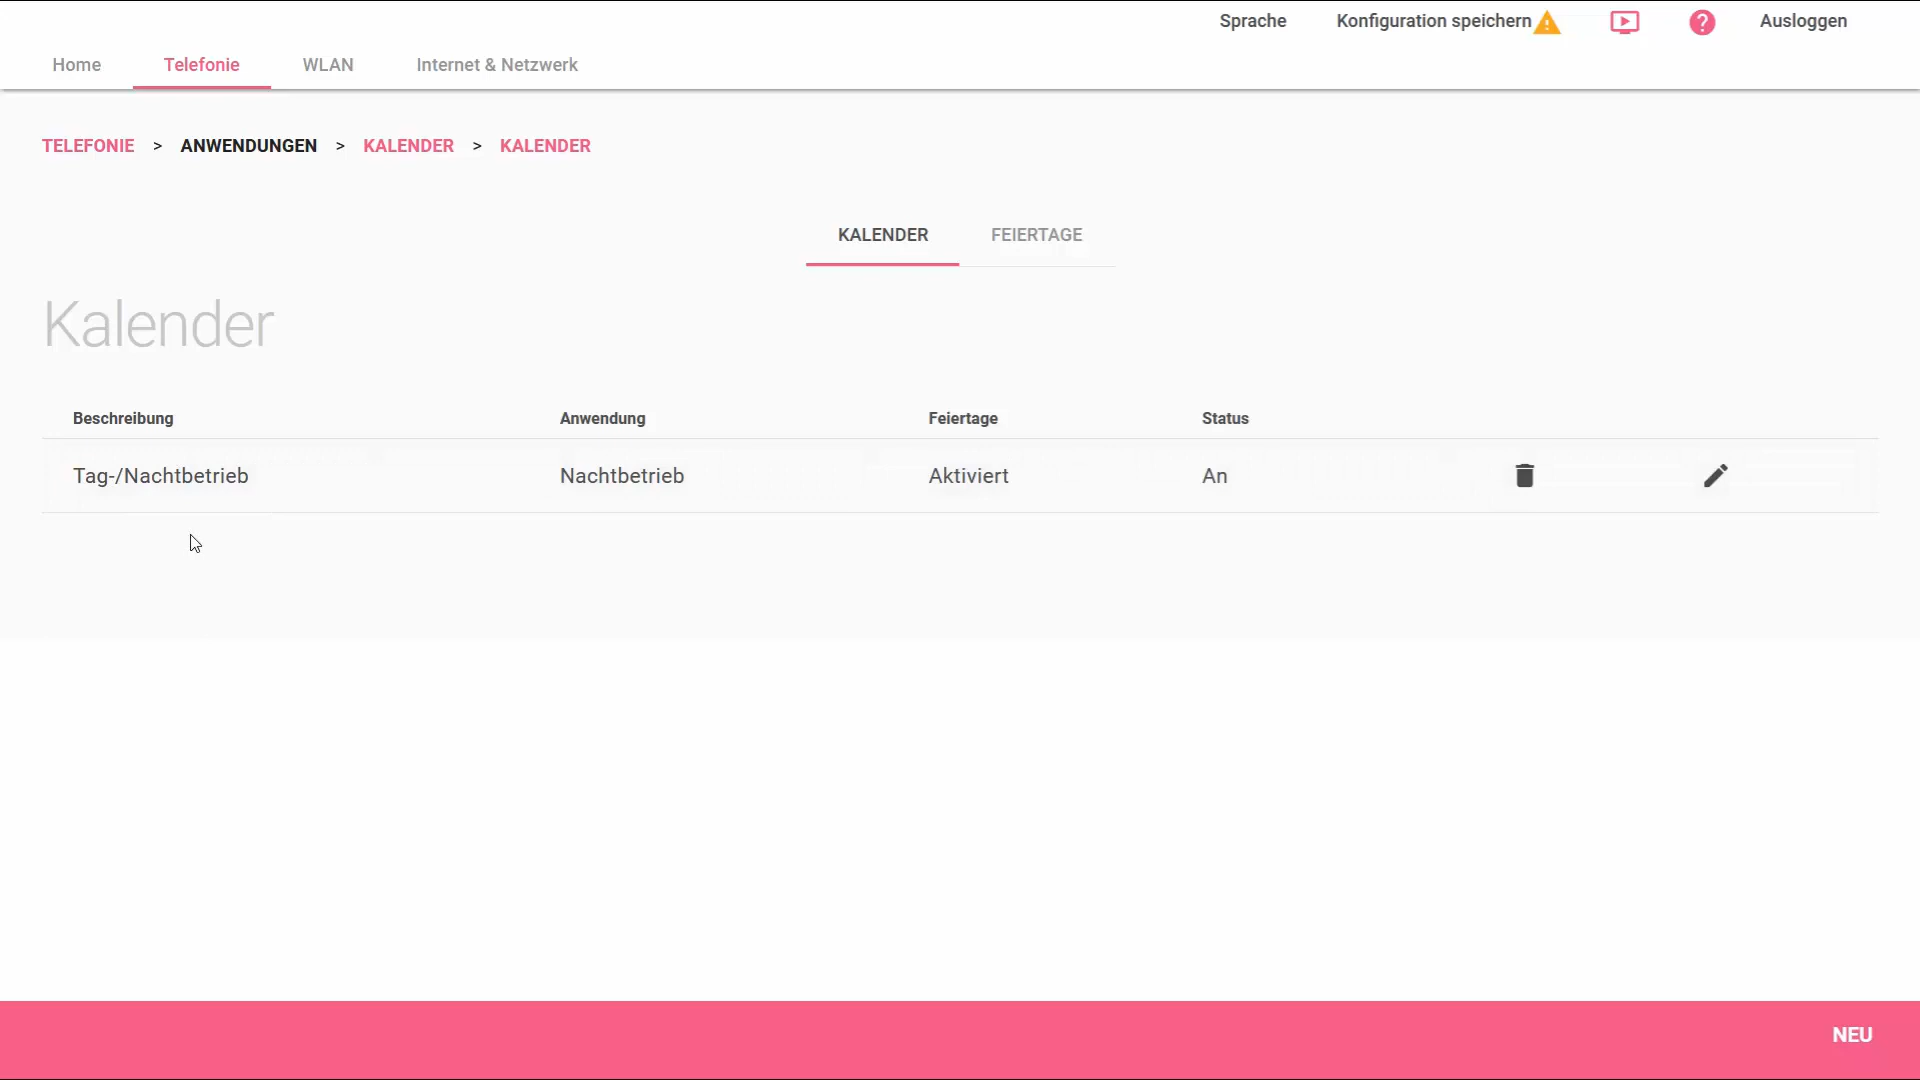 Sprache Konfiguration speichern Ausloggen
Home Telefonie WLAN Internet & Netzwerk
TELEFONIE > ANWENDUNGEN > KALENDER > KALENDER
KALENDER FEIERTAGE
Kalender
Beschreibung Anwendung Feiertage Status
Tag-/Nachtbetrieb Nachtbetrieb Aktiviert An
NEU